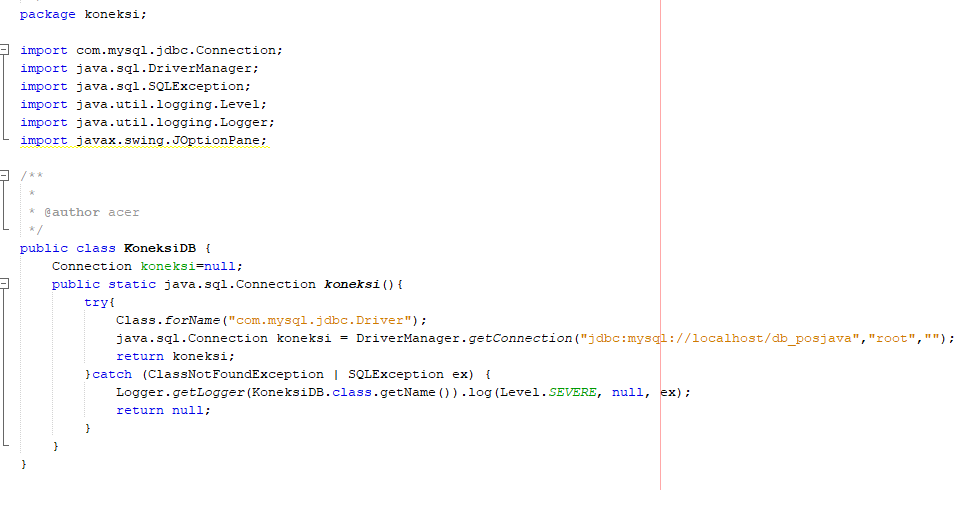 package koneksi;
import com.mysql.jdbc.Connection;
import java.sql.DriverManager;
import java.sql.SQLException;
import java.util.logging.Level;
import java.util.logging.Logger;
import javax.swing.JOptionPane;
/**
 *
 * @author acer
 */
public class KoneksiDB {
    Connection koneksi=null;
    public static java.sql.Connection koneksi(){
        try{
            Class.forName("com.mysql.jdbc.Driver");
            java.sql.Connection koneksi = DriverManager.getConnection("jdbc:mysql://localhost/db_posjava","root","");
            return koneksi;
        }catch (ClassNotFoundException | SQLException ex) {
            Logger.getLogger(KoneksiDB.class.getName()).log(Level.SEVERE, null, ex);
            return null;
        }
    }
}